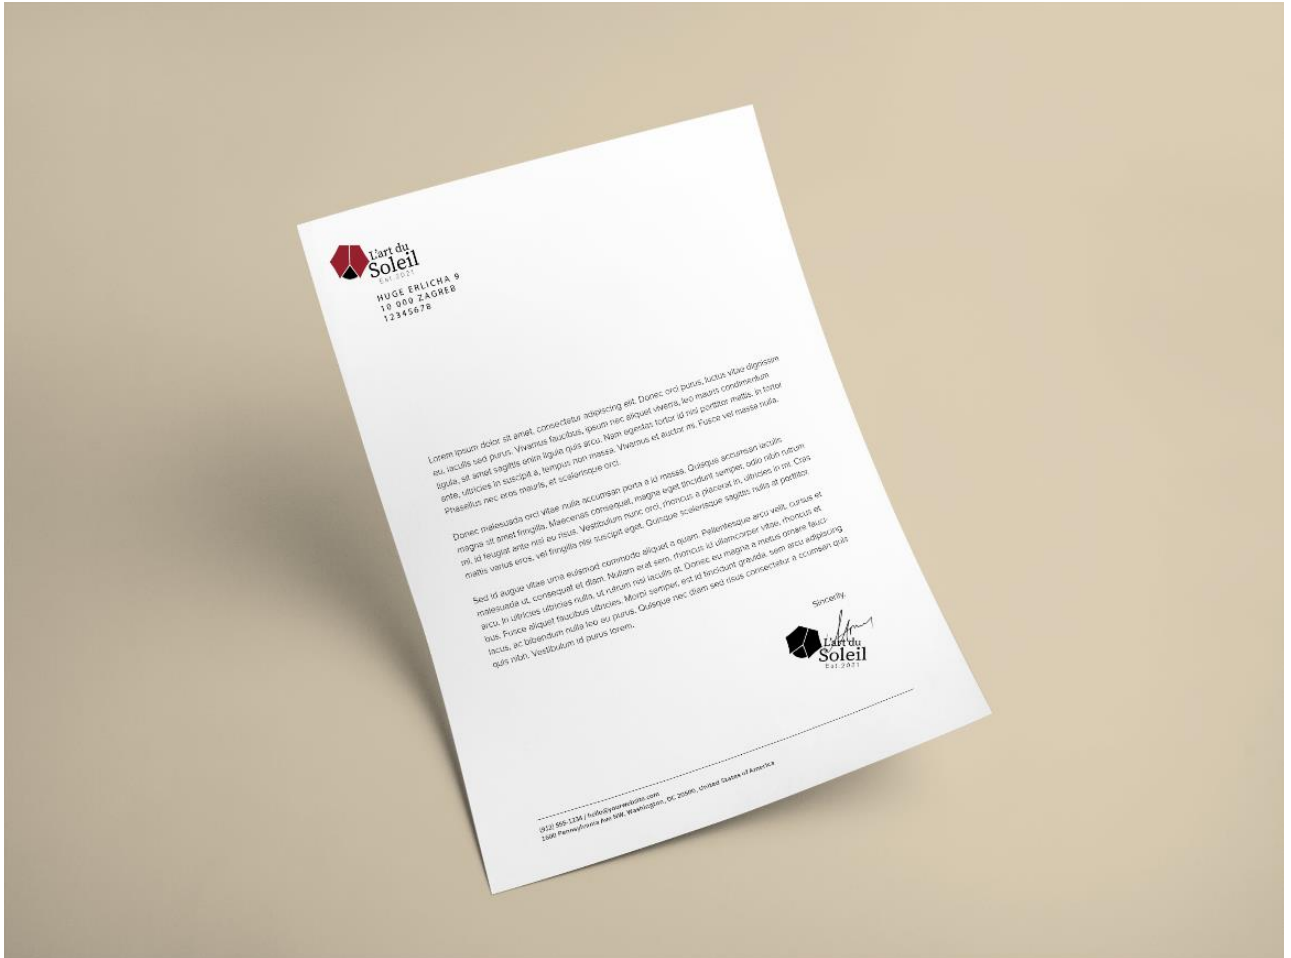 L'art du
Soleil
Est.2021
HUGE ERLICHA 9
10 000 ZAGREB
12345678
Lorem ipsum dolor sit amet, consectetur adipiscing elit. Donec orci purus, luctus vitae dignissim
eu, iaculis sed purus. Vivamus faucibus, ipsum nec aliquet viverra, leo mauris condimentum
ligula, sit amet sagittis enim ligula quis arcu. Nam egestas tortor id nisl porttitor mattis. In tortor
ante, ultricies in suscipit a, tempus non massa. Vivamus et auctor mi. Fusce vel massa nulla.
Phasellus nec eros mauris, et scelerisque orci.
Donec malesuada orci vitae nulla accumsan porta a id massa. Quisque accumsan iaculis
magna sit amet fringilla. Maecenas consequat, magna eget tincidunt semper, odio nibh rutrum
mi, id feugiat ante nisl eu risus. Vestibulum nunc orci, rhoncus a placerat in, ultricies in mi. Cras
mattis varius eros, vel fringilla nisi suscipit eget. Quisque scelerisque sagittis nulla at porttitor.
Sed id augue vitae urna euismod commodo aliquet a quam. Pellentesque arcu velit, cursus et
malesuada ut, consequat et diam. Nullam erat sem, rhoncus id ullamcorper vitae, rhoncus et
arcu. In ultricies ultricies nulla, ut rutrum nisl iaculis at. Donec eu magna a metus ornare fauci-
bus. Fusce aliquet faucibus ultricies. Morbi semper, est id tincidunt gravida, sem arcu adipiscing
lacus, ac bibendum nulla leo eu purus. Quisque nec diam sed risus consectetur a ccumsan quis
quis nibh. Vestibulum id purus lorem.
Sincerily,
L'art du
Soleil
Est.2021
(912) 555-1234 / hello@yourwebsite.com
1600 Pennsylvania Ave NW, Washington, DC 20500, United States of America